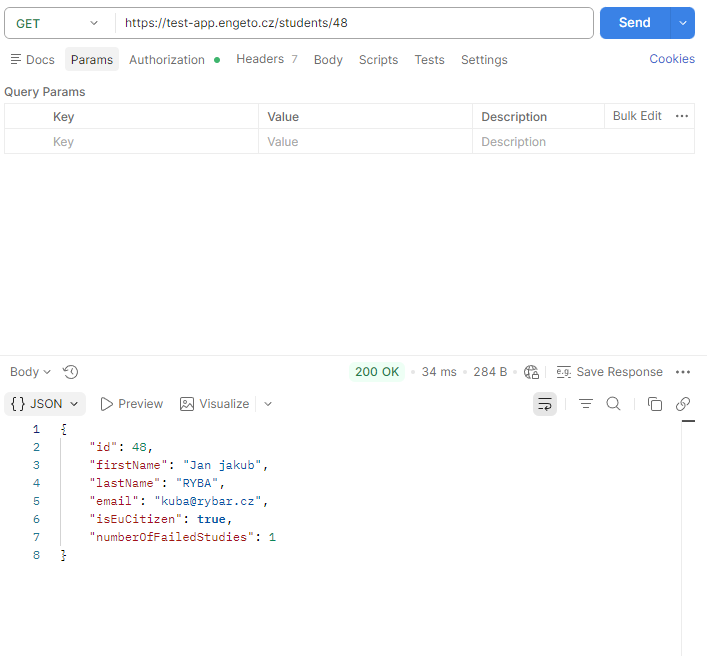 GET https://test-app.engeto.cz/students/48 Send
Docs Params Authorization Headers 7 Body Scripts Tests Settings Cookies
Query Params
Key Value Description Bulk Edit
Key Value Description
Body 200 OK 34 ms 284 B e.g. Save Response
{} JSON Preview Visualize
1 {
2 "id": 48,
3 "firstName": "Jan jakub",
4 "lastName": "RYBA",
5 "email": "kuba@rybar.cz",
6 "isEuCitizen": true,
7 "numberOfFailedStudies": 1
8 }